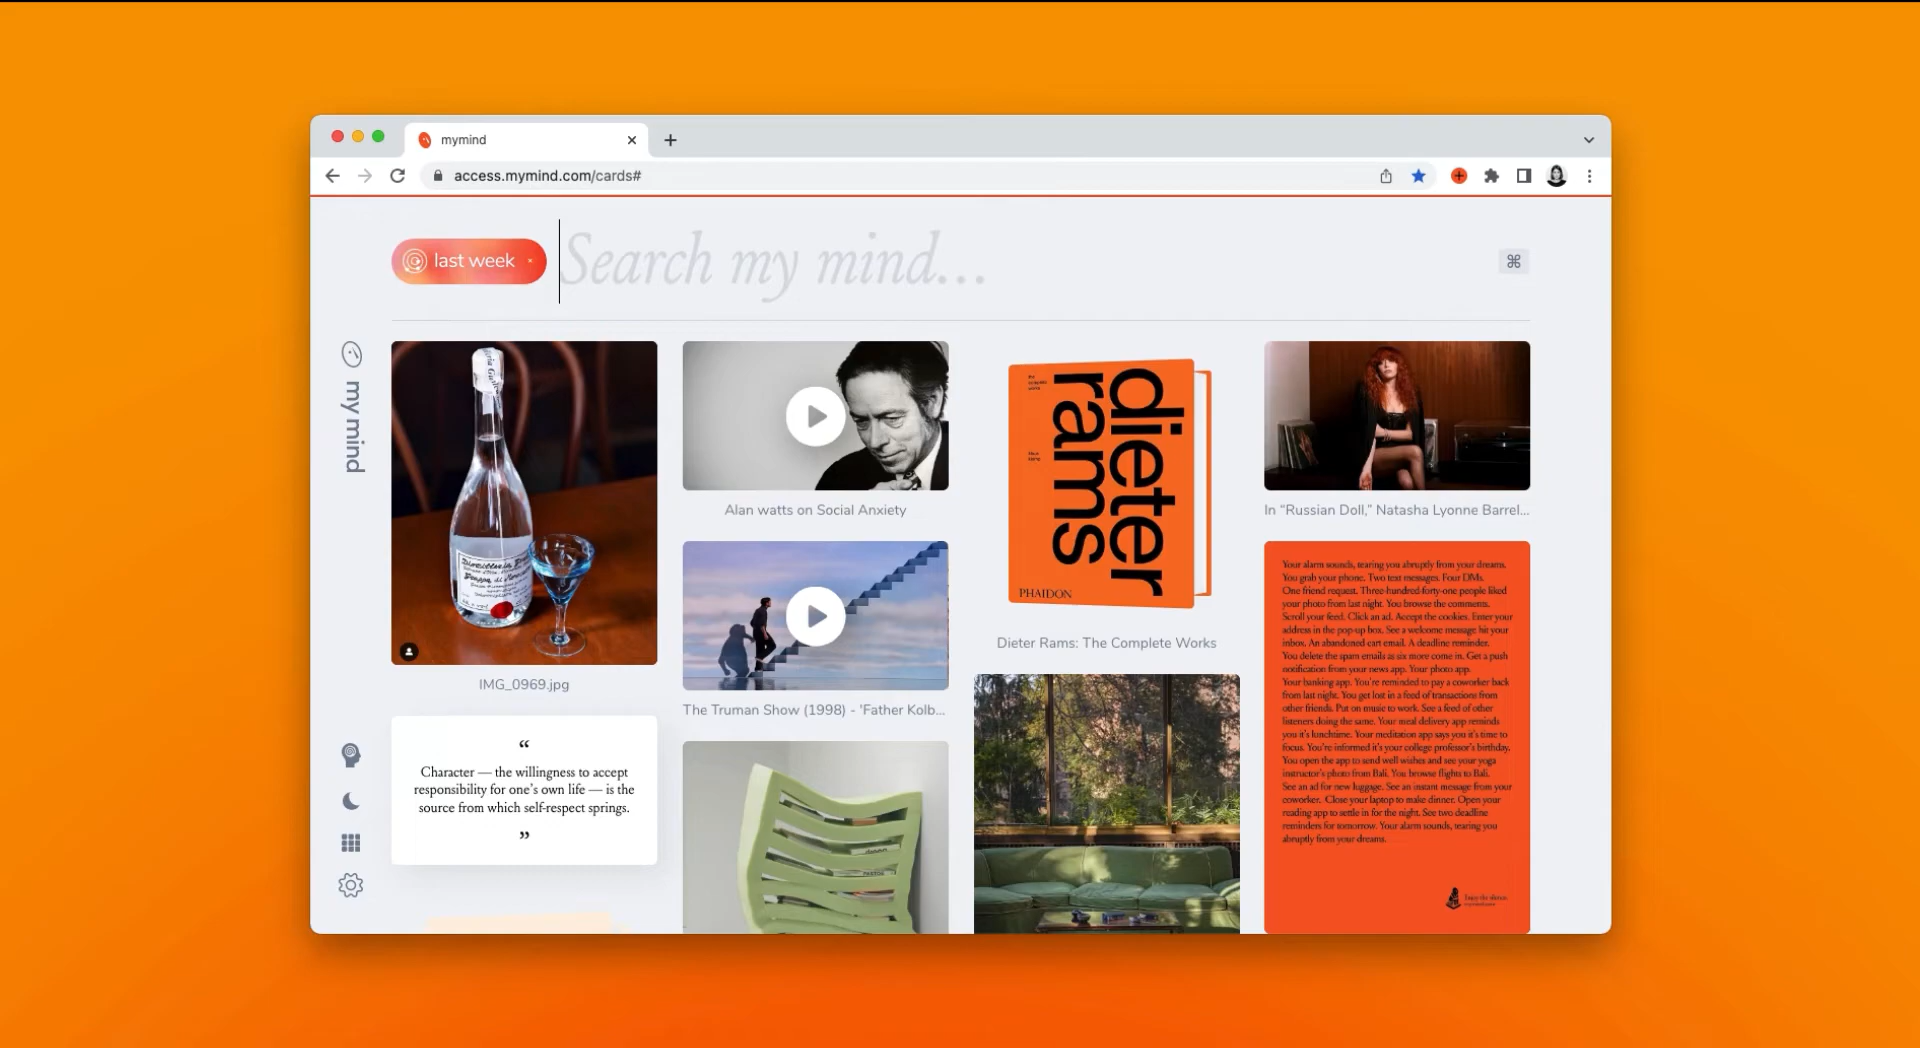 mymind
access.mymind.com/cards#
last week
Search my mind...
⌘
my mind
IMG_0969.jpg
“
Character — the willingness to accept
responsibility for one’s own life — is the
source from which self-respect springs.
”
Alan watts on Social Anxiety
The Truman Show (1998) - 'Father Kolb...
dieter
rams
PHAIDON
Dieter Rams: The Complete Works
In “Russian Doll,” Natasha Lyonne Barrel...
Your alarm sounds, tearing you abruptly from your dreams.
You grab your phone. Two text messages. Four DMs.
One friend request. Three-hundred-forty-one people liked
your photo from last night. You browse the comments.
Scroll your feed. Click an ad. Accept the cookies. Enter your
address in the pop-up box. See a welcome message hit your
inbox. An abandoned cart email. A deadline reminder.
You delete the spam emails as six more come in. Get a push
notification from your news app. Your photo app.
Your banking app. You’re reminded to pay a coworker back
from last night. You get lost in a feed of transactions from
other friends. Put on music to work. See a feed of other
listeners doing the same. Your meal delivery app reminds
you it’s lunchtime. Your meditation app says you it’s time to
focus. You’re informed it’s your college professor’s birthday.
You open the app to send well wishes and see your yoga
instructor’s photo from Bali. You browse flights to Bali.
See an ad for new luggage. See an instant message from your
coworker. Close your laptop to make dinner. Open your
reading app to settle in for the night. See two deadline
reminders for tomorrow. Your alarm sounds, tearing you
abruptly from your dreams.
Enjoy the silence.